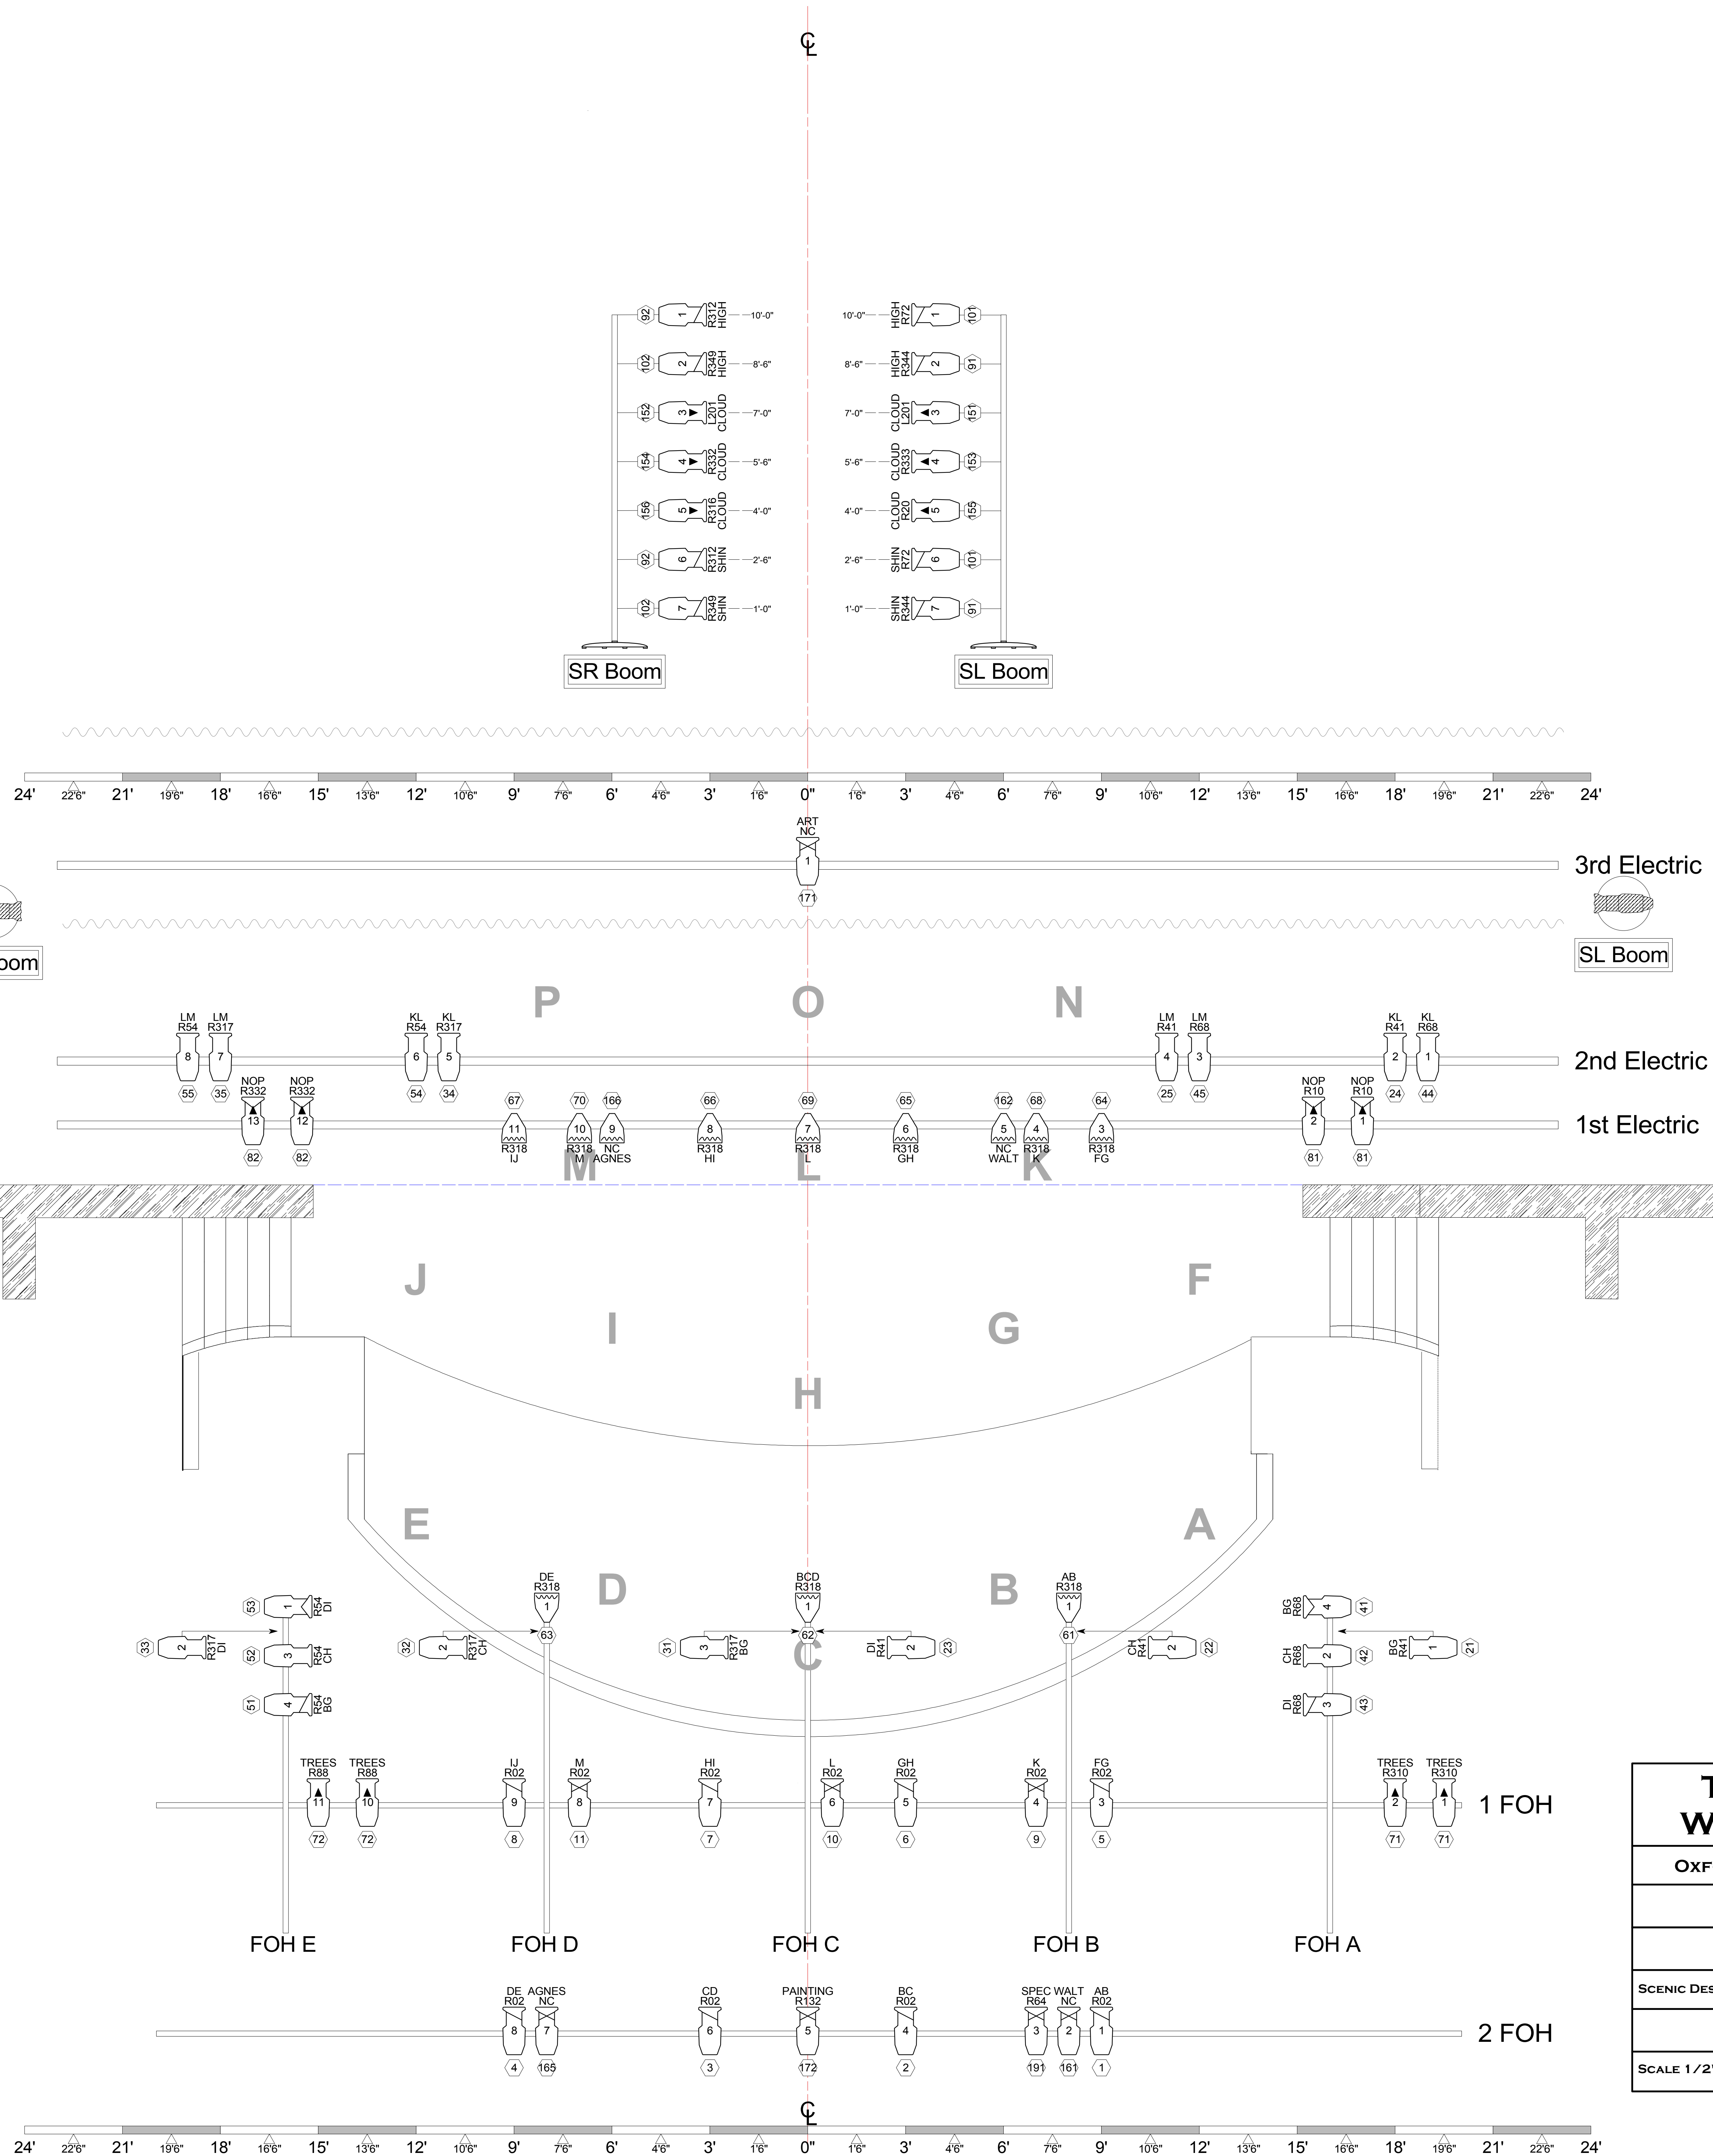 CL
92 1 R312 HIGH 10'-0" 10'-0" HIGH R72 1 101
102 2 R349 HIGH 8'-6" 8'-6" HIGH R344 2 91
152 3 L201 CLOUD 7'-0" 7'-0" CLOUD L201 3 151
154 4 R332 CLOUD 5'-6" 5'-6" CLOUD R333 4 153
156 5 R316 CLOUD 4'-0" 4'-0" CLOUD R20 5 155
92 6 R312 SHIN 2'-6" 2'-6" SHIN R72 6 101
102 7 R349 SHIN 1'-0" 1'-0" SHIN R344 7 91
SR Boom SL Boom
24' 22'6" 21' 19'6" 18' 16'6" 15' 13'6" 12' 10'6" 9' 7'6" 6' 4'6" 3' 1'6" 0" 1'6" 3' 4'6" 6' 7'6" 9' 10'6" 12' 13'6" 15' 16'6" 18' 19'6" 21' 22'6" 24'
ART
NC
1 3rd Electric
171
oom SL Boom
P O N
LM LM KL KL LM LM KL KL
R54 R317 R54 R317 R41 R68 R41 R68
8 7 6 5 4 3 2 1 2nd Electric
55 35 54 34 25 45 24 44
NOP NOP NOP NOP
R332 R332 R10 R10
67 70 166 66 69 65 162 68 64
13 12 11 10 9 8 7 6 5 4 3 2 1 1st Electric
R318 R318 NC R318 R318 R318 NC R318 R318
IJ M AGNES HI L GH WALT K FG
82 82 81 81
M L K
J F
I G
H
E A
D B
C
DE BCD AB
R318 R318 R318
1 1 1
63 62 61
53 1 R54 DI
33 2 R317 DI
52 3 R54 CH
51 4 R54 BG
32 2 R317 CH
31 3 R317 BG
DI R41 2 23
CH R41 2 22
BG R68 4 41
BG R41 1 21
CH R68 2 42
DI R68 3 43
TREES TREES IJ M HI L GH K FG TREES TREES
R88 R88 R02 R02 R02 R02 R02 R02 R02 R310 R310
11 10 9 8 7 6 5 4 3 2 1 1 FOH
72 72 8 11 7 10 6 9 5 71 71
FOH E FOH D FOH C FOH B FOH A
DE AGNES CD PAINTING BC SPEC WALT AB
R02 NC R02 R132 R02 R64 NC R02
8 7 6 5 4 3 2 1 2 FOH
4 165 3 172 2 191 161 1
T
W
OXF
SCENIC DES
SCALE 1/2"
CL
24' 22'6" 21' 19'6" 18' 16'6" 15' 13'6" 12' 10'6" 9' 7'6" 6' 4'6" 3' 1'6" 0" 1'6" 3' 4'6" 6' 7'6" 9' 10'6" 12' 13'6" 15' 16'6" 18' 19'6" 21' 22'6" 24'